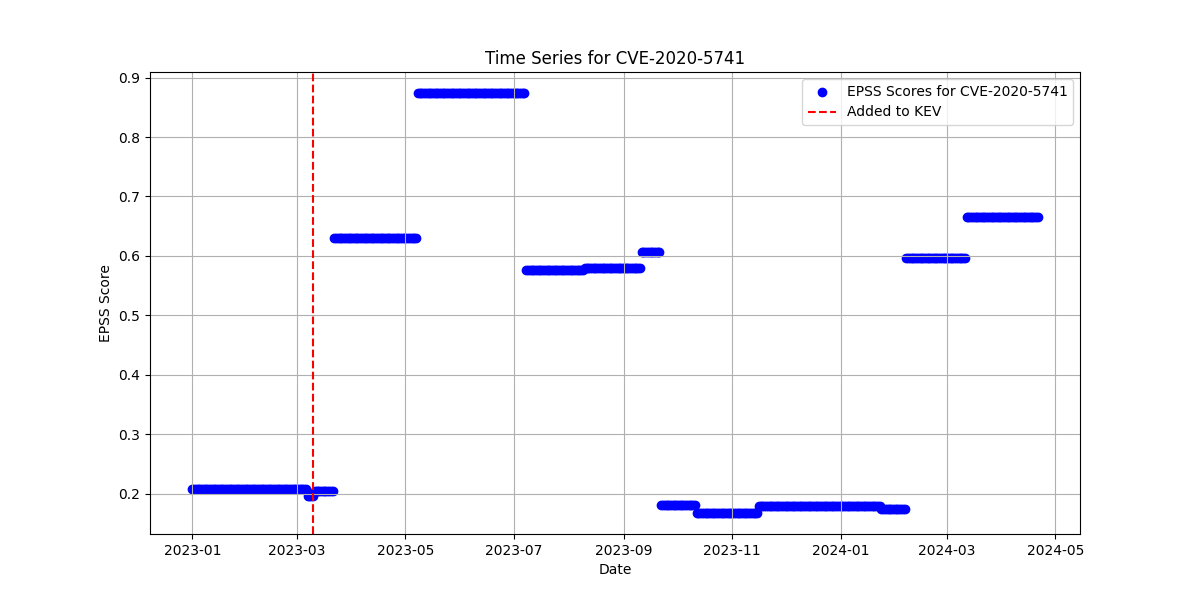 Time Series for CVE-2020-5741
EPSS Scores for CVE-2020-5741
Added to KEV
EPSS Score
0.9
0.8
0.7
0.6
0.5
0.4
0.3
0.2
2023-01 2023-03 2023-05 2023-07 2023-09 2023-11 2024-01 2024-03 2024-05
Date